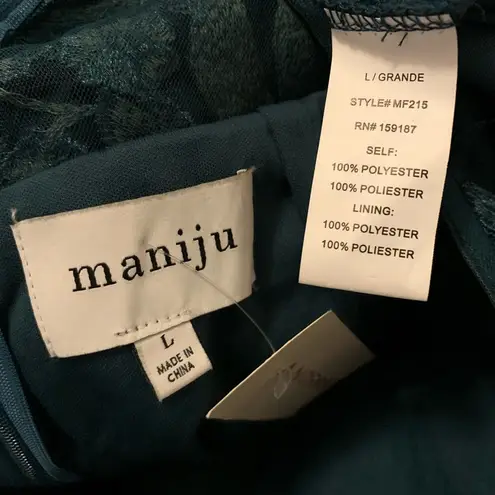 L / GRANDE
STYLE# MF215
RN# 159187
SELF:
100% POLYESTER
100% POLIESTER
LINING:
100% POLYESTER
100% POLIESTER
maniju
L
MADE IN
CHINA